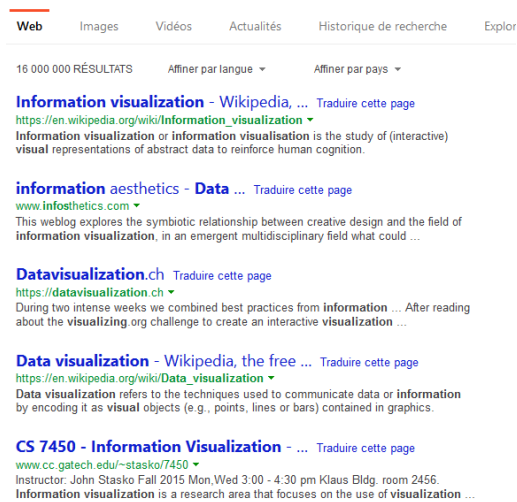 Web Images Vidéos Actualités Historique de recherche Explor
16 000 000 RÉSULTATS Affiner par langue Affiner par pays
Information visualization - Wikipedia, ... Traduire cette page
https://en.wikipedia.org/wiki/Information_visualization
Information visualization or information visualisation is the study of (interactive)
visual representations of abstract data to reinforce human cognition.
information aesthetics - Data ... Traduire cette page
www.infosthetics.com
This weblog explores the symbiotic relationship between creative design and the field of
information visualization, in an emergent multidisciplinary field what could ...
Datavisualization.ch Traduire cette page
https://datavisualization.ch
During two intense weeks we combined best practices from information ... After reading
about the visualizing.org challenge to create an interactive visualization ...
Data visualization - Wikipedia, the free ... Traduire cette page
https://en.wikipedia.org/wiki/Data_visualization
Data visualization refers to the techniques used to communicate data or information
by encoding it as visual objects (e.g., points, lines or bars) contained in graphics.
CS 7450 - Information Visualization - ... Traduire cette page
www.cc.gatech.edu/~stasko/7450
Instructor: John Stasko Fall 2015 Mon,Wed 3:00 - 4:30 pm Klaus Bldg. room 2456.
Information visualization is a research area that focuses on the use of visualization ...